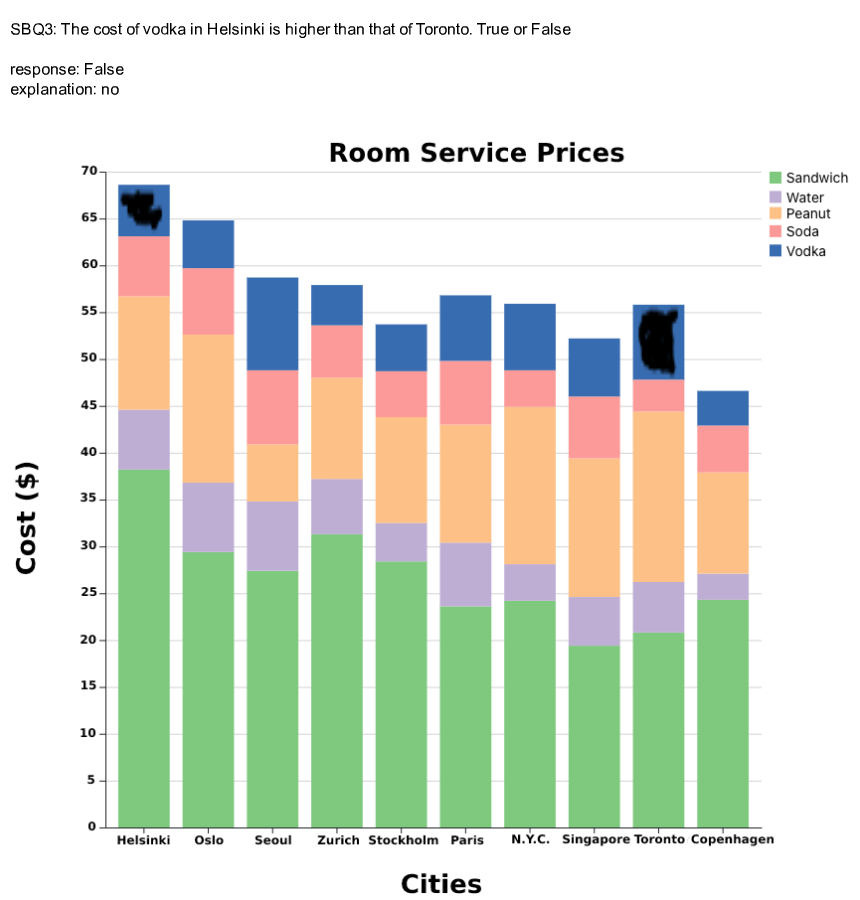 SBQ3: The cost of vodka in Helsinki is higher than that of Toronto. True or False
response: False
explanation: no
Room Service Prices
70
65
60
55
50
45
40
35
30
25
20
15
10
5
0
Cost ($)
Sandwich
Water
Peanut
Soda
Vodka
Helsinki Oslo Seoul Zurich Stockholm Paris N.Y.C. Singapore Toronto Copenhagen
Cities